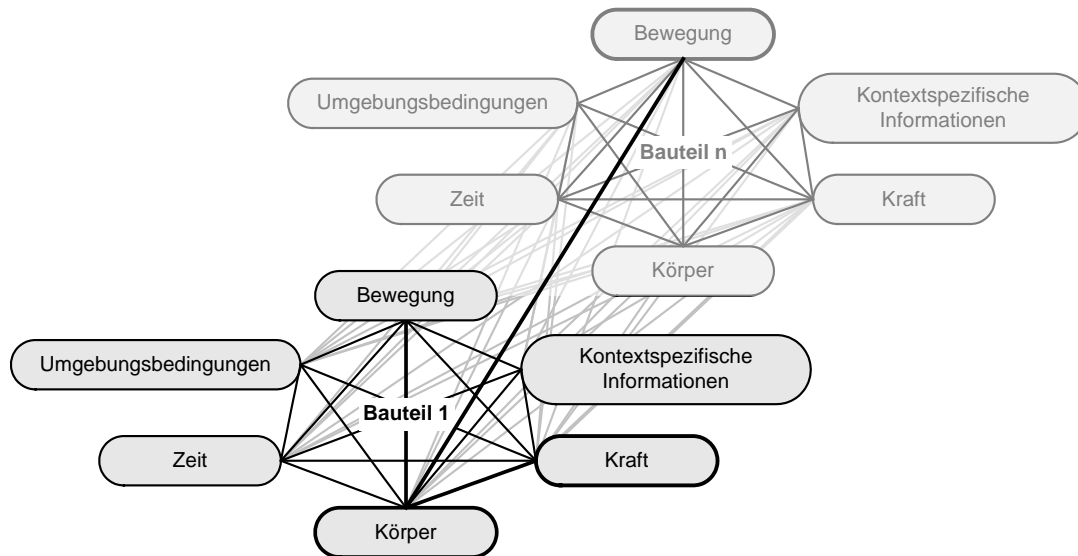 Bewegung
Umgebungsbedingungen
Kontextspezifische
Informationen
Bauteil n
Zeit
Kraft
Körper
Bewegung
Umgebungsbedingungen
Kontextspezifische
Informationen
Bauteil 1
Zeit
Kraft
Körper